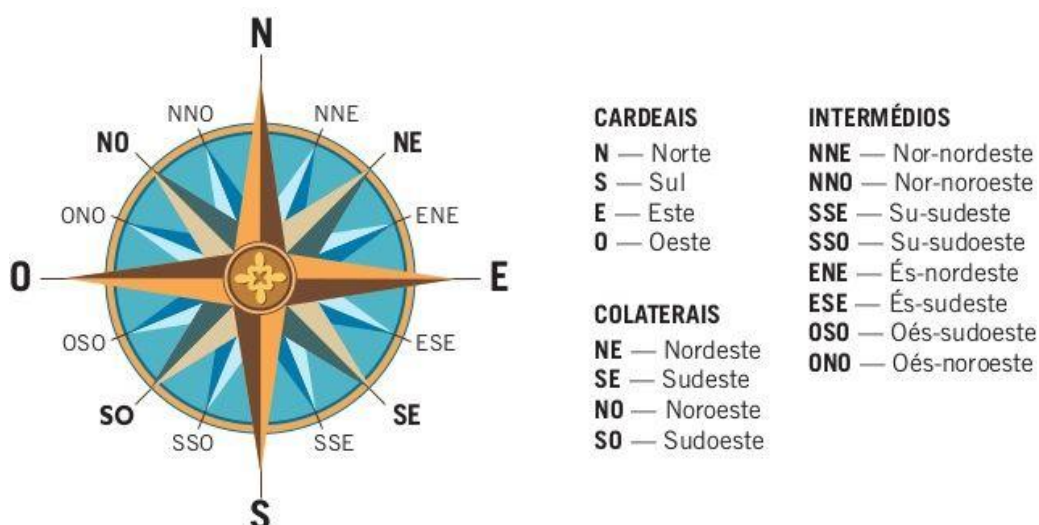 N
NNO
NNE
NO
NE
ONO
ENE
O
E
OSO
ESE
SO
SE
SSO
SSE
S
CARDEAIS
N — Norte
S — Sul
E — Este
O — Oeste
COLATERAIS
NE — Nordeste
SE — Sudeste
NO — Noroeste
SO — Sudoeste
INTERMÉDIOS
NNE — Nor-nordeste
NNO — Nor-noroeste
SSE — Su-sudeste
SSO — Su-sudoeste
ENE — És-nordeste
ESE — És-sudeste
OSO — Oés-sudoeste
ONO — Oés-noroeste